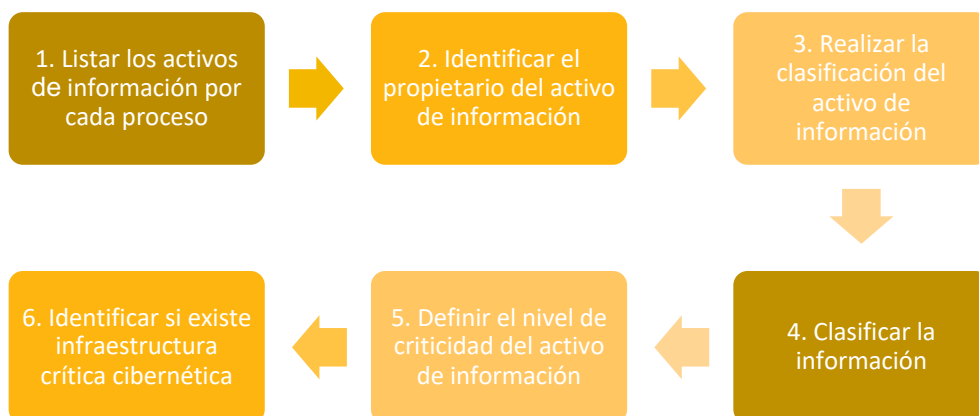 1. Listar los activos
de información por
cada proceso
2. Identificar el
propietario del activo
de información
3. Realizar la
clasificación del
activo de
información
4. Clasificar la
información
5. Definir el nivel de
criticidad del activo
de información
6. Identificar si existe
infraestructura
crítica cibernética